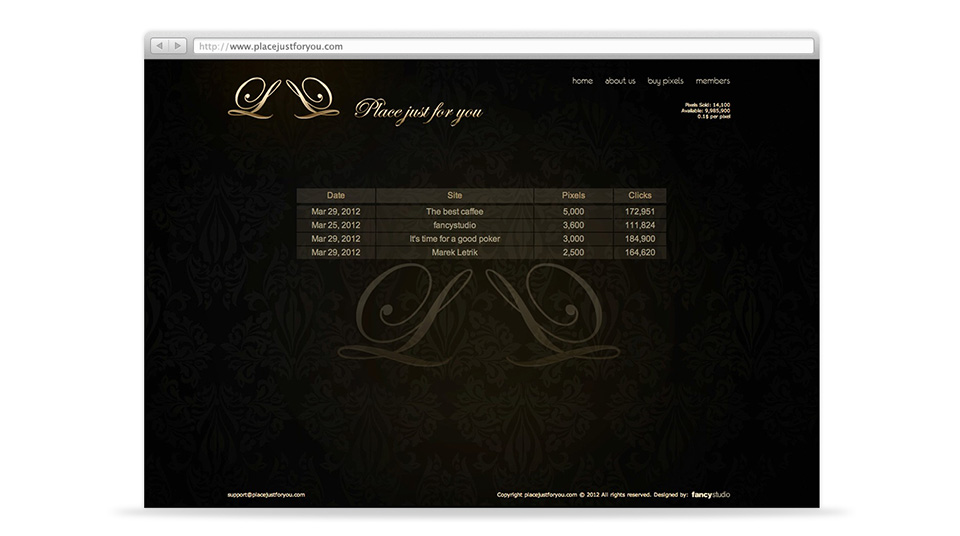 http://www.placejustforyou.com
home about us buy pixels members
Place just for you
Pixels Sold: 14,100
Available: 9,985,900
0.1$ per pixel
Date Site Pixels Clicks
Mar 29, 2012 The best caffee 5,000 172,951
Mar 25, 2012 fancystudio 3,600 111,824
Mar 29, 2012 It's time for a good poker 3,000 184,900
Mar 29, 2012 Marek Letrik 2,500 164,620
support@placejustforyou.com Copyright placejustforyou.com © 2012 All rights reserved. Designed by: fancystudio